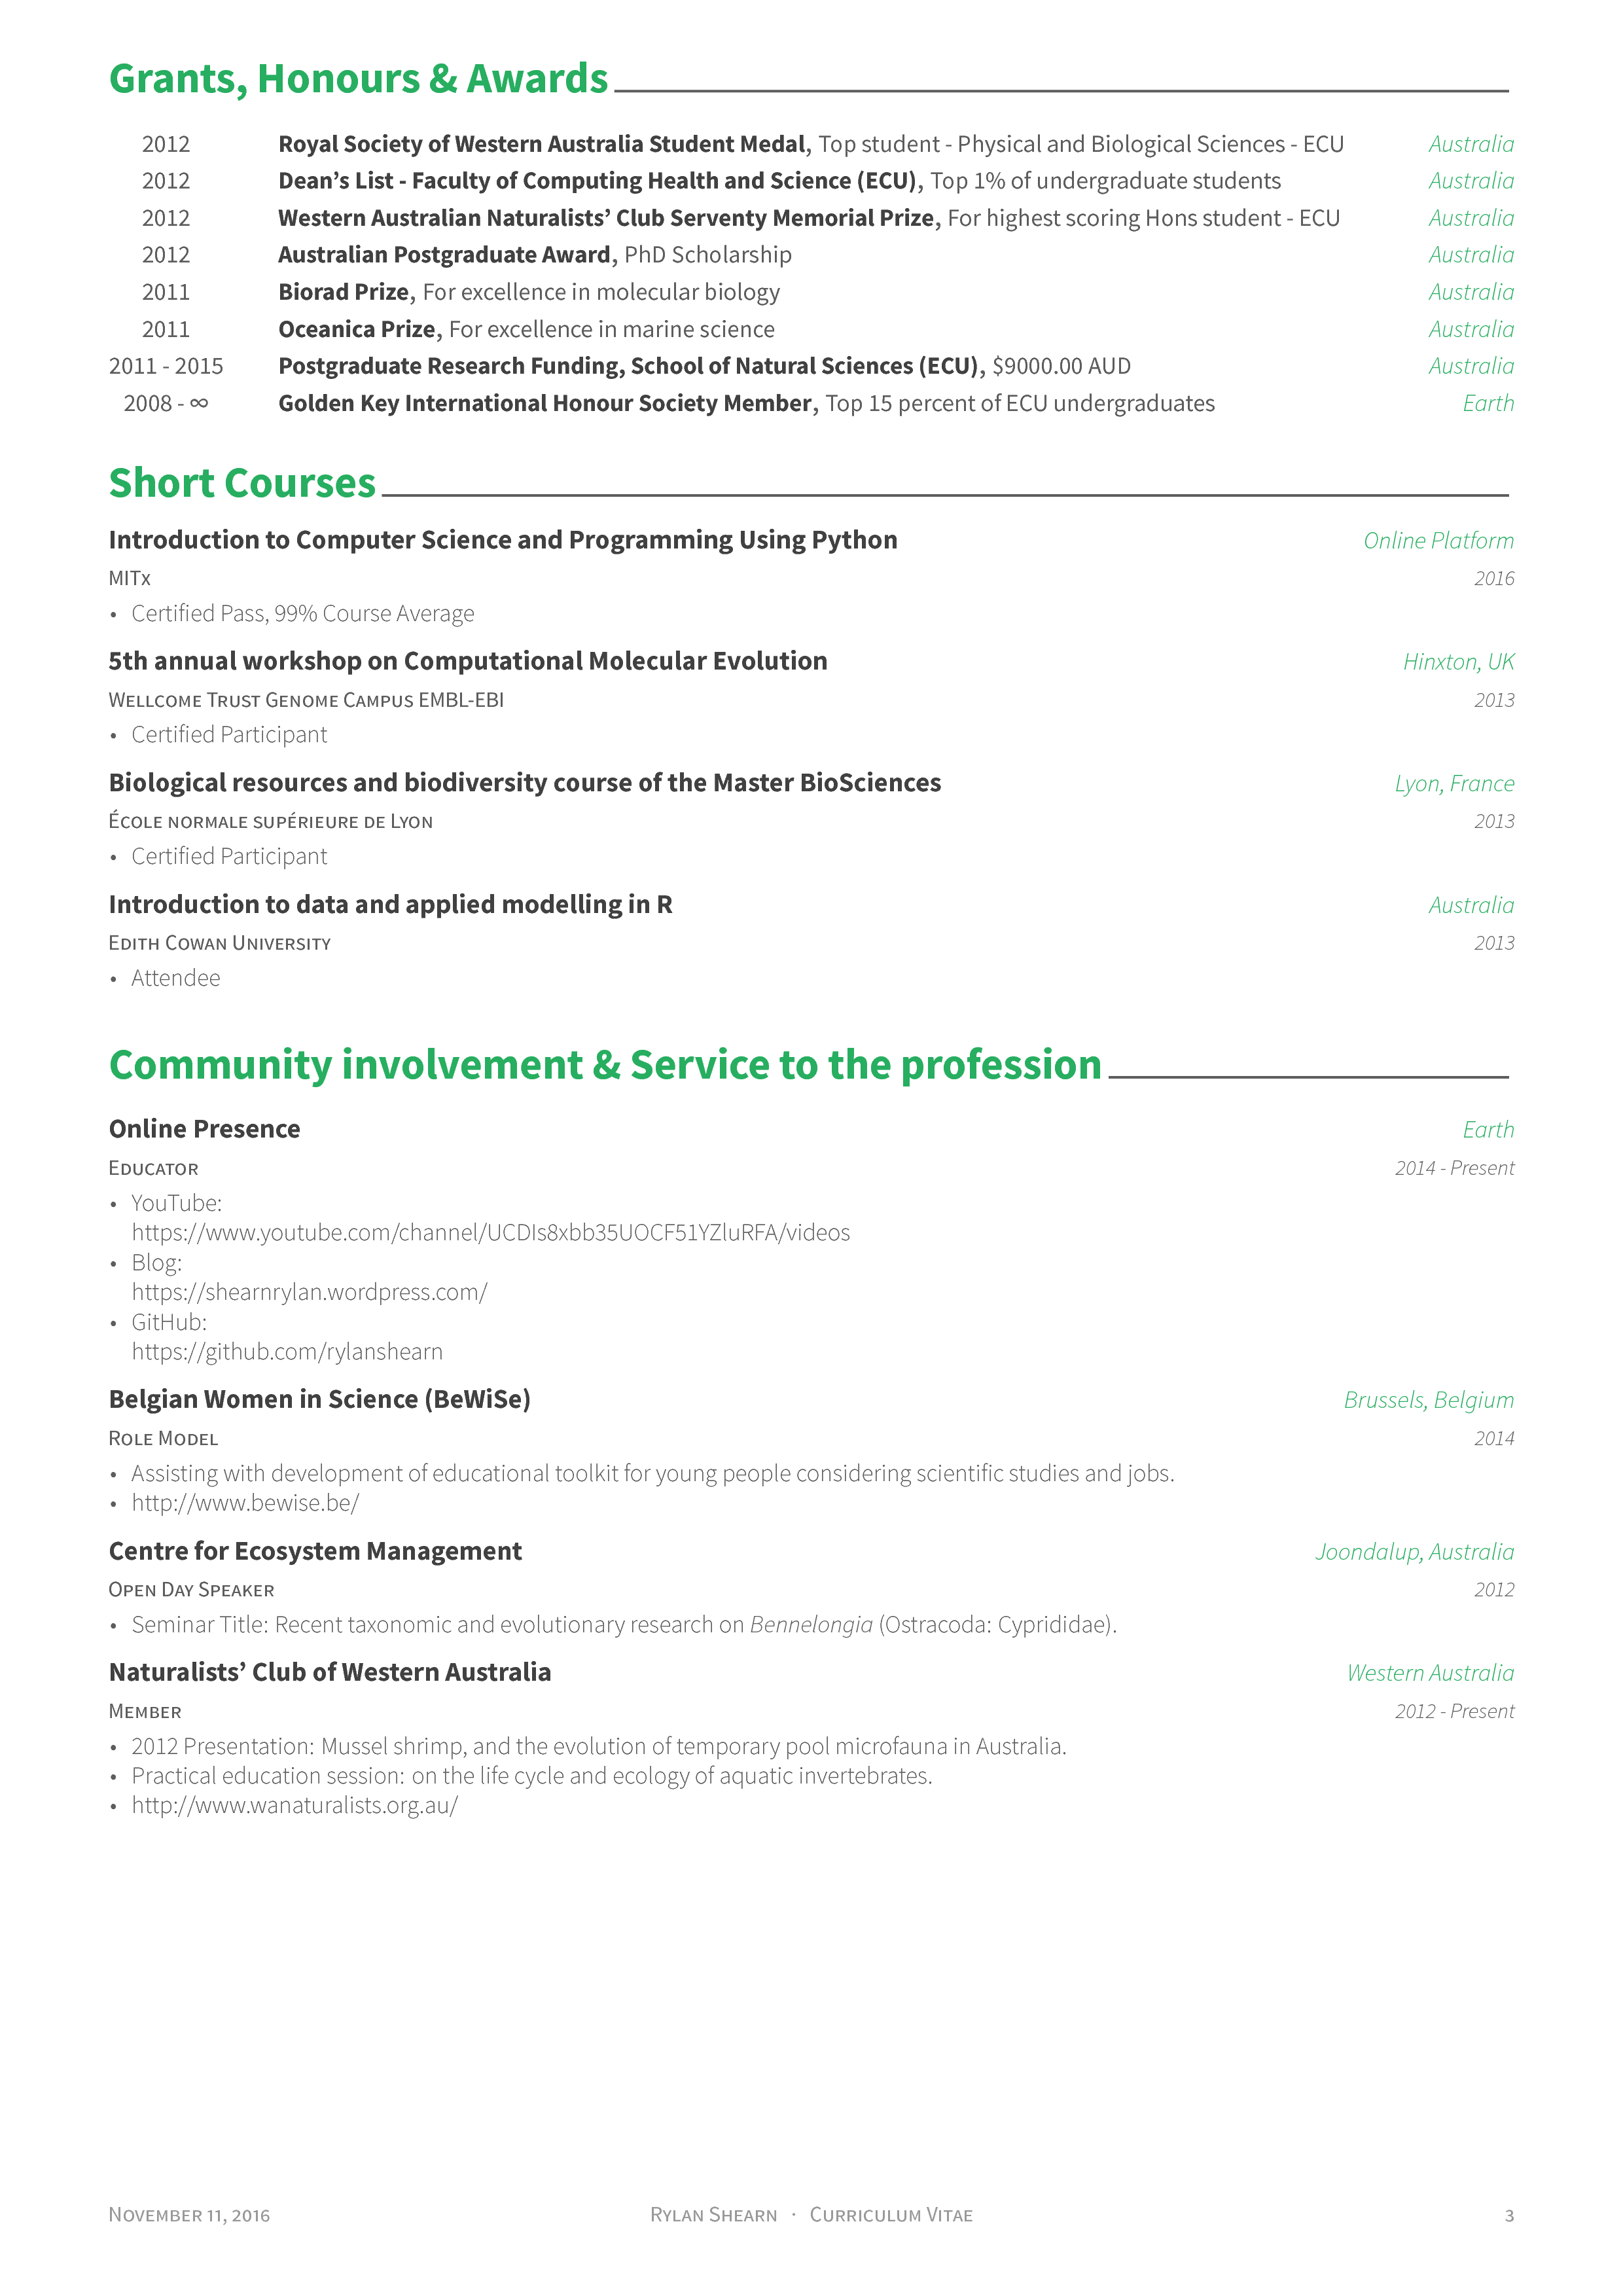 Grants, Honours & Awards
2012 Royal Society of Western Australia Student Medal, Top student - Physical and Biological Sciences - ECU Australia
2012 Dean’s List - Faculty of Computing Health and Science (ECU), Top 1% of undergraduate students Australia
2012 Western Australian Naturalists’ Club Serventy Memorial Prize, For highest scoring Hons student - ECU Australia
2012 Australian Postgraduate Award, PhD Scholarship Australia
2011 Biorad Prize, For excellence in molecular biology Australia
2011 Oceanica Prize, For excellence in marine science Australia
2011 - 2015 Postgraduate Research Funding, School of Natural Sciences (ECU), $9000.00 AUD Australia
2008 - ∞ Golden Key International Honour Society Member, Top 15 percent of ECU undergraduates Earth
Short Courses
Introduction to Computer Science and Programming Using Python Online Platform
MITx 2016
• Certified Pass, 99% Course Average
5th annual workshop on Computational Molecular Evolution Hinxton, UK
Wellcome Trust Genome Campus EMBL-EBI 2013
• Certified Participant
Biological resources and biodiversity course of the Master BioSciences Lyon, France
École normale supérieure de Lyon 2013
• Certified Participant
Introduction to data and applied modelling in R Australia
Edith Cowan University 2013
• Attendee
Community involvement & Service to the profession
Online Presence Earth
Educator 2014 - Present
• YouTube:
https://www.youtube.com/channel/UCDIs8xbb35UOCF51YZluRFA/videos
• Blog:
https://shearnrylan.wordpress.com/
• GitHub:
https://github.com/rylanshearn
Belgian Women in Science (BeWiSe) Brussels, Belgium
Role Model 2014
• Assisting with development of educational toolkit for young people considering scientific studies and jobs.
• http://www.bewise.be/
Centre for Ecosystem Management Joondalup, Australia
Open Day Speaker 2012
• Seminar Title: Recent taxonomic and evolutionary research on Bennelongia (Ostracoda: Cyprididae).
Naturalists’ Club of Western Australia Western Australia
Member 2012 - Present
• 2012 Presentation: Mussel shrimp, and the evolution of temporary pool microfauna in Australia.
• Practical education session: on the life cycle and ecology of aquatic invertebrates.
• http://www.wanaturalists.org.au/
November 11, 2016 Rylan Shearn · Curriculum Vitae 3